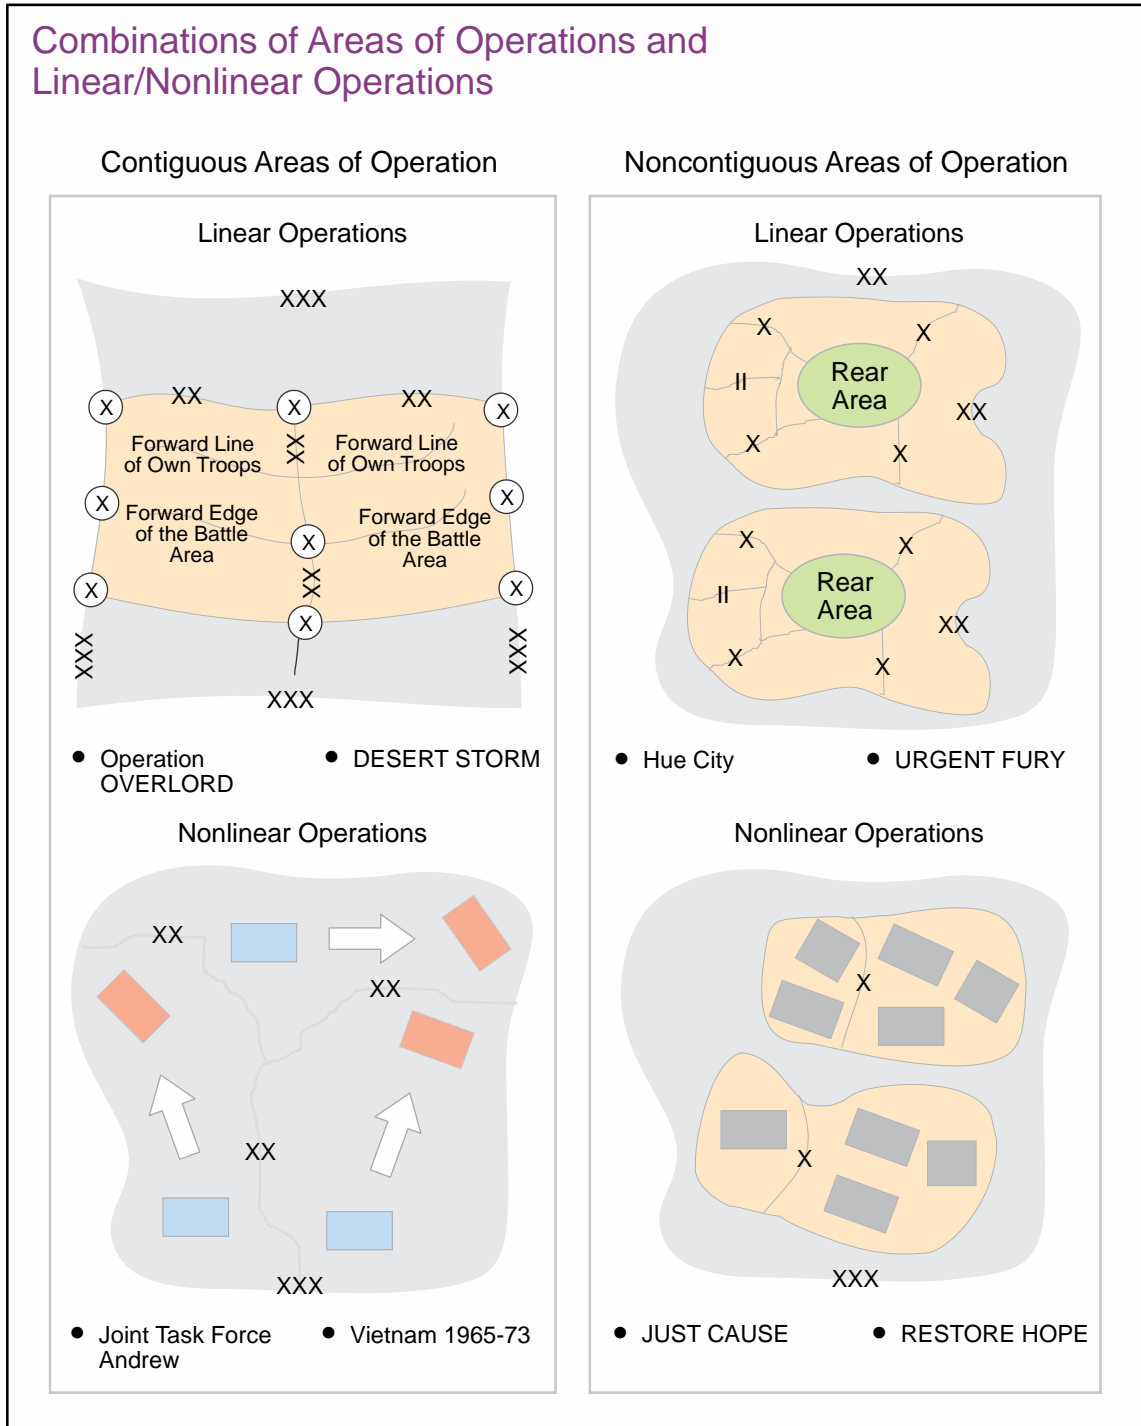 Combinations of Areas of Operations and
Linear/Nonlinear Operations
Contiguous Areas of Operation
Linear Operations
XXX
XX
XX
X
X
X
Forward Line
of Own Troops
XX
Forward Line
of Own Troops
X
X
Forward Edge
of the Battle
Area
Forward Edge
of the Battle
Area
X
XX
X
X
X
XXX
XXX
XXX
• Operation
OVERLORD
• DESERT STORM
Nonlinear Operations
XX
XX
XX
XXX
• Joint Task Force
Andrew
• Vietnam 1965-73
Noncontiguous Areas of Operation
Linear Operations
XX
X
X
Rear
Area
II
XX
X
X
X
X
Rear
Area
II
XX
X
X
• Hue City
• URGENT FURY
Nonlinear Operations
X
X
XXX
• JUST CAUSE
• RESTORE HOPE